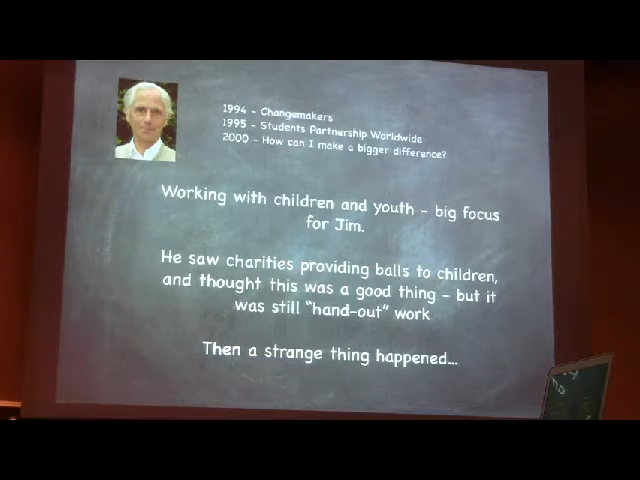 1994 - Changemakers
1995 - Students Partnership Worldwide
2000 - How can I make a bigger difference?
Working with children and youth - big focus
for Jim.
He saw charities providing balls to children,
and thought this was a good thing - but it
was still "hand-out" work
Then a strange thing happened...